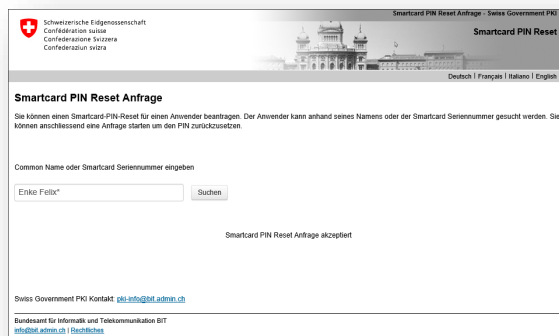 Smartcard PIN Reset Anfrage - Swiss Government PKI
Schweizerische Eidgenossenschaft
Confédération suisse
Confederazione Svizzera
Confederaziun svizra
Smartcard PIN Reset
Deutsch | Français | Italiano | English
Smartcard PIN Reset Anfrage
Sie können einen Smartcard-PIN-Reset für einen Anwender beantragen. Der Anwender kann anhand seines Namens oder der Smartcard Seriennummer gesucht werden. Sie
können anschliessend eine Anfrage starten um den PIN zurückzusetzen.
Common Name oder Smartcard Seriennummer eingeben
Enke Felix*
Suchen
Smartcard PIN Reset Anfrage akzeptiert
Swiss Government PKI Kontakt: pki-info@bit.admin.ch
Bundesamt für Informatik und Telekommunikation BIT
info@bit.admin.ch | Rechtliches